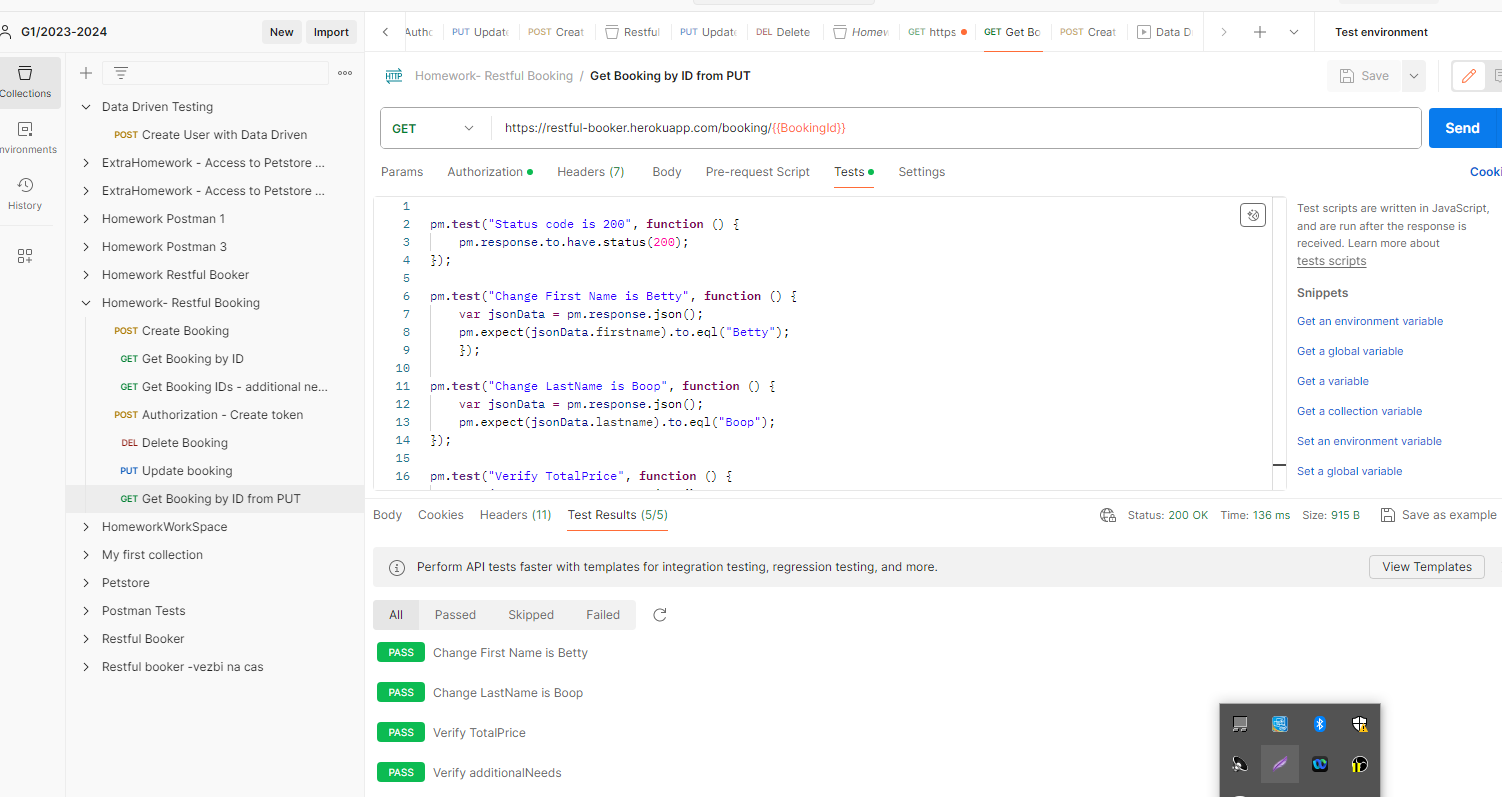 G1/2023-2024
New
Import
PUT Update
POST Creat
Restful
PUT Update
DEL Delete
Homew
GET https
GET Get Bo
POST Creat
Data D
Test environment
Collections
HTTP
Homework- Restful Booking / Get Booking by ID from PUT
Save
Data Driven Testing
POST Create User with Data Driven
ExtraHomework - Access to Petstore ...
ExtraHomework - Access to Petstore ...
Homework Postman 1
Homework Postman 3
Homework Restful Booker
Homework- Restful Booking
POST Create Booking
GET Get Booking by ID
GET Get Booking IDs - additional ne...
POST Authorization - Create token
DEL Delete Booking
PUT Update booking
GET Get Booking by ID from PUT
HomeworkWorkSpace
My first collection
Petstore
Postman Tests
Restful Booker
Restful booker -vezbi na cas
nvironments
History
GET
https://restful-booker.herokuapp.com/booking/{{BookingId}}
Send
Params
Authorization
Headers (7)
Body
Pre-request Script
Tests
Settings
Cooki
1
2 pm.test("Status code is 200", function () {
3 pm.response.to.have.status(200);
4 });
5
6 pm.test("Change First Name is Betty", function () {
7 var jsonData = pm.response.json();
8 pm.expect(jsonData.firstname).to.eql("Betty");
9 });
10
11 pm.test("Change LastName is Boop", function () {
12 var jsonData = pm.response.json();
13 pm.expect(jsonData.lastname).to.eql("Boop");
14 });
15
16 pm.test("Verify TotalPrice", function () {
Test scripts are written in JavaScript,
and are run after the response is
received. Learn more about
tests scripts
Snippets
Get an environment variable
Get a global variable
Get a variable
Get a collection variable
Set an environment variable
Set a global variable
Body
Cookies
Headers (11)
Test Results (5/5)
Status: 200 OK
Time: 136 ms
Size: 915 B
Save as example
Perform API tests faster with templates for integration testing, regression testing, and more.
View Templates
All
Passed
Skipped
Failed
PASS Change First Name is Betty
PASS Change LastName is Boop
PASS Verify TotalPrice
PASS Verify additionalNeeds